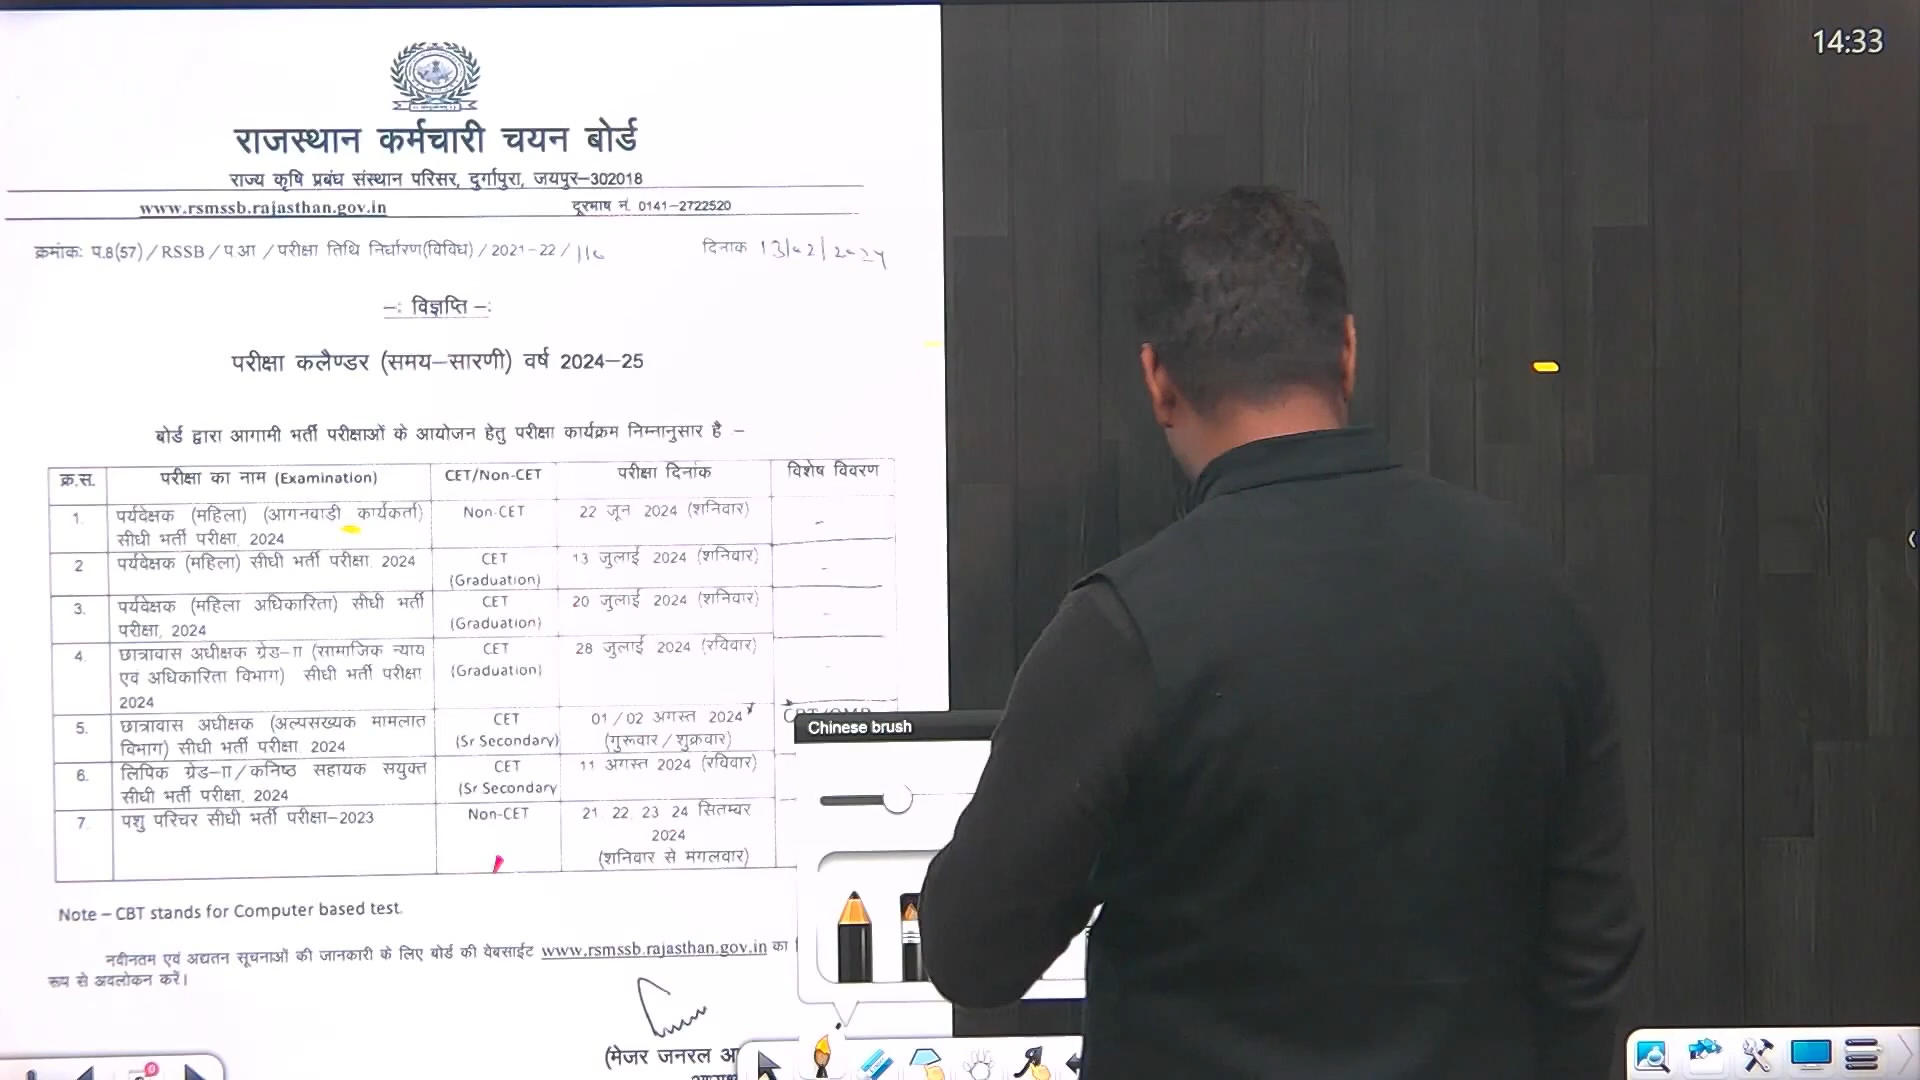 14:33
राजस्थान कर्मचारी चयन बोर्ड
राज्य कृषि प्रबंध संस्थान परिसर, दुर्गापुरा, जयपुर–302018
www.rsmssb.rajasthan.gov.in दूरभाष नं. 0141–2722520
क्रमांकः प.8(57) / RSSB / प.आ / परीक्षा तिथि निर्धारण(विविध) / 2021-22 / दिनाक 13/02/2024
–: विज्ञप्ति –:
परीक्षा कलैण्डर (समय–सारणी) वर्ष 2024–25
बोर्ड द्वारा आगामी भर्ती परीक्षाओं के आयोजन हेतु परीक्षा कार्यक्रम निम्नानुसार है –
क्र.स. परीक्षा का नाम (Examination) CET/Non-CET परीक्षा दिनांक विशेष विवरण
1. पर्यवेक्षक (महिला) (आगनवाडी कार्यकर्ता) Non-CET 22 जून 2024 (शनिवार) –
सीधी भर्ती परीक्षा, 2024
2 पर्यवेक्षक (महिला) सीधी भर्ती परीक्षा, 2024 CET 13 जुलाई 2024 (शनिवार) –
(Graduation)
3. पर्यवेक्षक (महिला अधिकारिता) सीधी भर्ती CET 20 जुलाई 2024 (शनिवार) –
परीक्षा, 2024 (Graduation)
4. छात्रावास अधीक्षक ग्रेड–II (सामाजिक न्याय CET 28 जुलाई 2024 (रविवार) –
एवं अधिकारिता विभाग) सीधी भर्ती परीक्षा (Graduation)
2024
5. छात्रावास अधीक्षक (अल्पसख्यक मामलात CET 01 / 02 अगस्त 2024
विभाग) सीधी भर्ती परीक्षा, 2024 (Sr Secondary) (गुरूवार / शुक्रवार)
6. लिपिक ग्रेड–II / कनिष्ठ सहायक सयुक्त CET 11 अगस्त 2024 (रविवार)
सीधी भर्ती परीक्षा, 2024 (Sr Secondary
7. पशु परिचर सीधी भर्ती परीक्षा–2023 Non-CET 21, 22, 23, 24 सितम्बर
2024
(शनिवार से मंगलवार)
Chinese brush
Note – CBT stands for Computer based test.
नवीनतम एवं अद्यतन सूचनाओं की जानकारी के लिए बोर्ड की वेबसाईट www.rsmssb.rajasthan.gov.in का
रूप से अवलोकन करें।
(मेजर जनरल